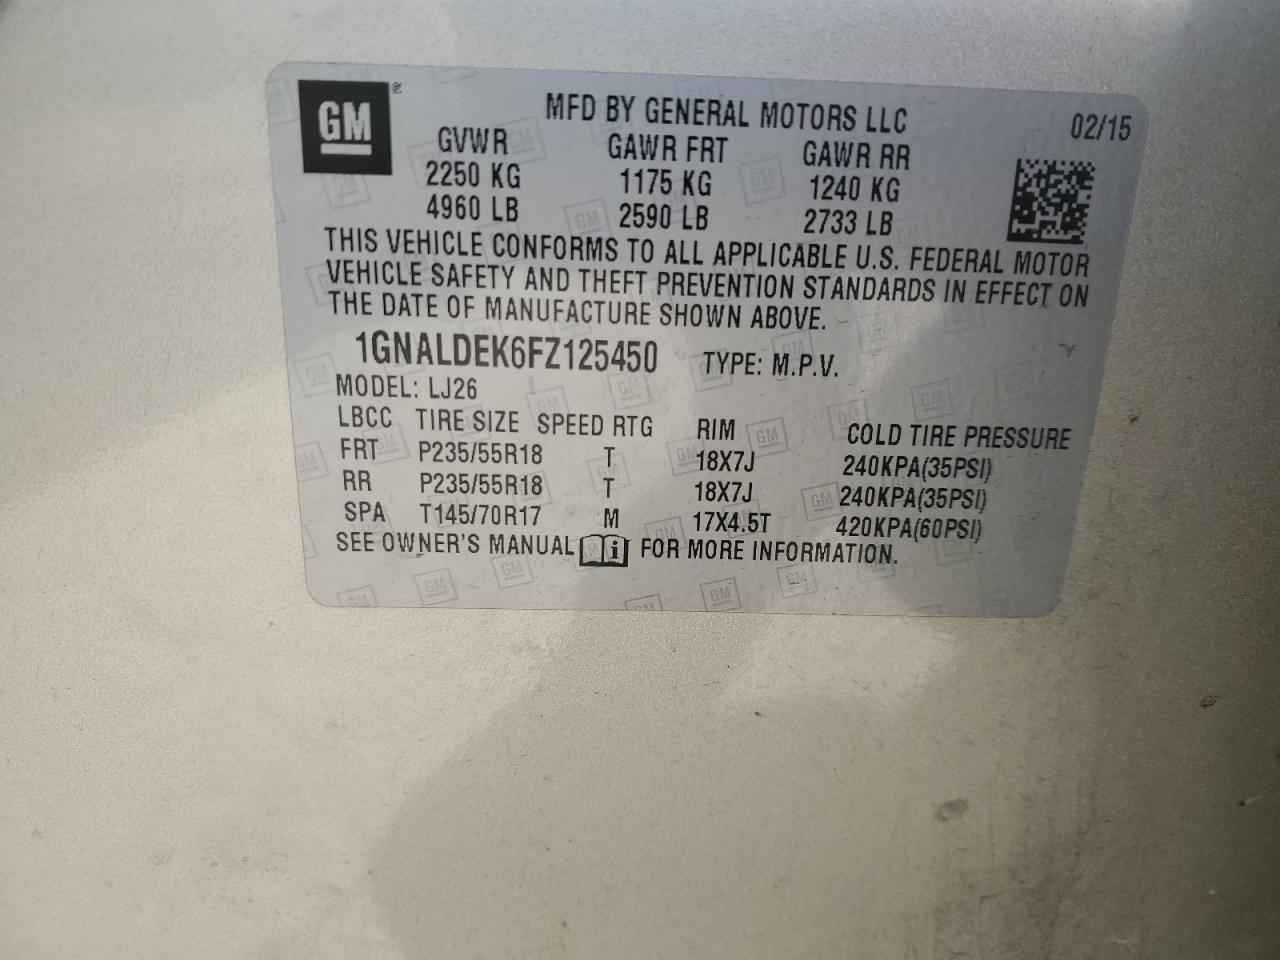 GM
MFD BY GENERAL MOTORS LLC 02/15
GVWR GAWR FRT GAWR RR
2250 KG 1175 KG 1240 KG
4960 LB 2590 LB 2733 LB
THIS VEHICLE CONFORMS TO ALL APPLICABLE U.S. FEDERAL MOTOR
VEHICLE SAFETY AND THEFT PREVENTION STANDARDS IN EFFECT ON
THE DATE OF MANUFACTURE SHOWN ABOVE.
1GNALDEK6FZ125450 TYPE: M.P.V.
MODEL: LJ26
LBCC TIRE SIZE SPEED RTG RIM COLD TIRE PRESSURE
FRT P235/55R18 T 18X7J 240KPA(35PSI)
RR P235/55R18 T 18X7J 240KPA(35PSI)
SPA T145/70R17 M 17X4.5T 420KPA(60PSI)
SEE OWNER'S MANUAL i FOR MORE INFORMATION.